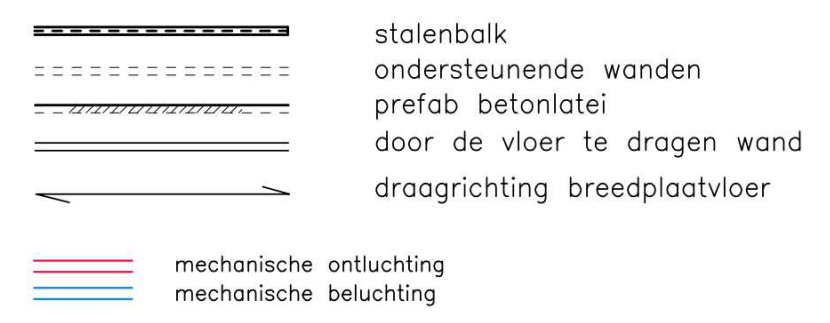 stalenbalk
ondersteunende wanden
prefab betonlatei
door de vloer te dragen wand
draagrichting breedplaatvloer
mechanische ontluchting
mechanische beluchting